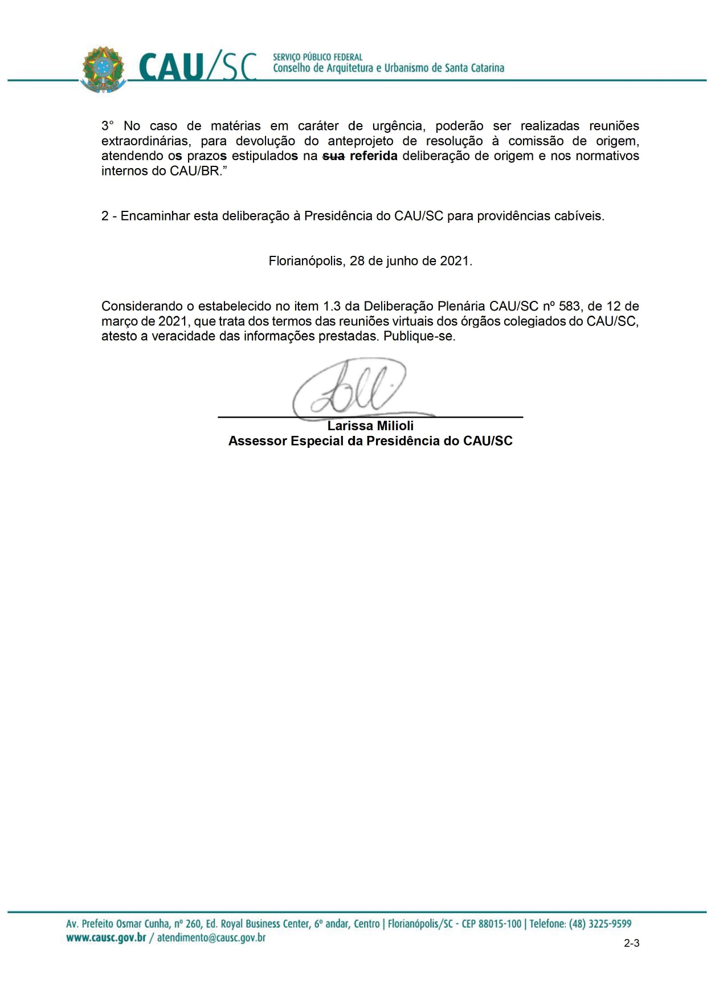 CAU/SC
SERVIÇO PÚBLICO FEDERAL
Conselho de Arquitetura e Urbanismo de Santa Catarina
3° No caso de matérias em caráter de urgência, poderão ser realizadas reuniões
extraordinárias, para devolução do anteprojeto de resolução à comissão de origem,
atendendo os prazos estipulados na sua referida deliberação de origem e nos normativos
internos do CAU/BR.”
2 - Encaminhar esta deliberação à Presidência do CAU/SC para providências cabíveis.
Florianópolis, 28 de junho de 2021.
Considerando o estabelecido no item 1.3 da Deliberação Plenária CAU/SC nº 583, de 12 de
março de 2021, que trata dos termos das reuniões virtuais dos órgãos colegiados do CAU/SC,
atesto a veracidade das informações prestadas. Publique-se.
Larissa Milioli
Assessor Especial da Presidência do CAU/SC
Av. Prefeito Osmar Cunha, nº 260, Ed. Royal Business Center, 6º andar, Centro | Florianópolis/SC - CEP 88015-100 | Telefone: (48) 3225-9599
www.causc.gov.br / atendimento@causc.gov.br
2-3